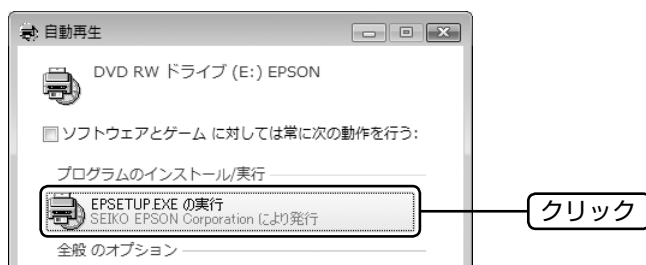 自動再生
DVD RW ドライブ (E:) EPSON
ソフトウェアとゲーム に対しては常に次の動作を行う:
プログラムのインストール/実行
EPSETUP.EXE の実行
SEIKO EPSON Corporation により発行
クリック
全般 のオプション